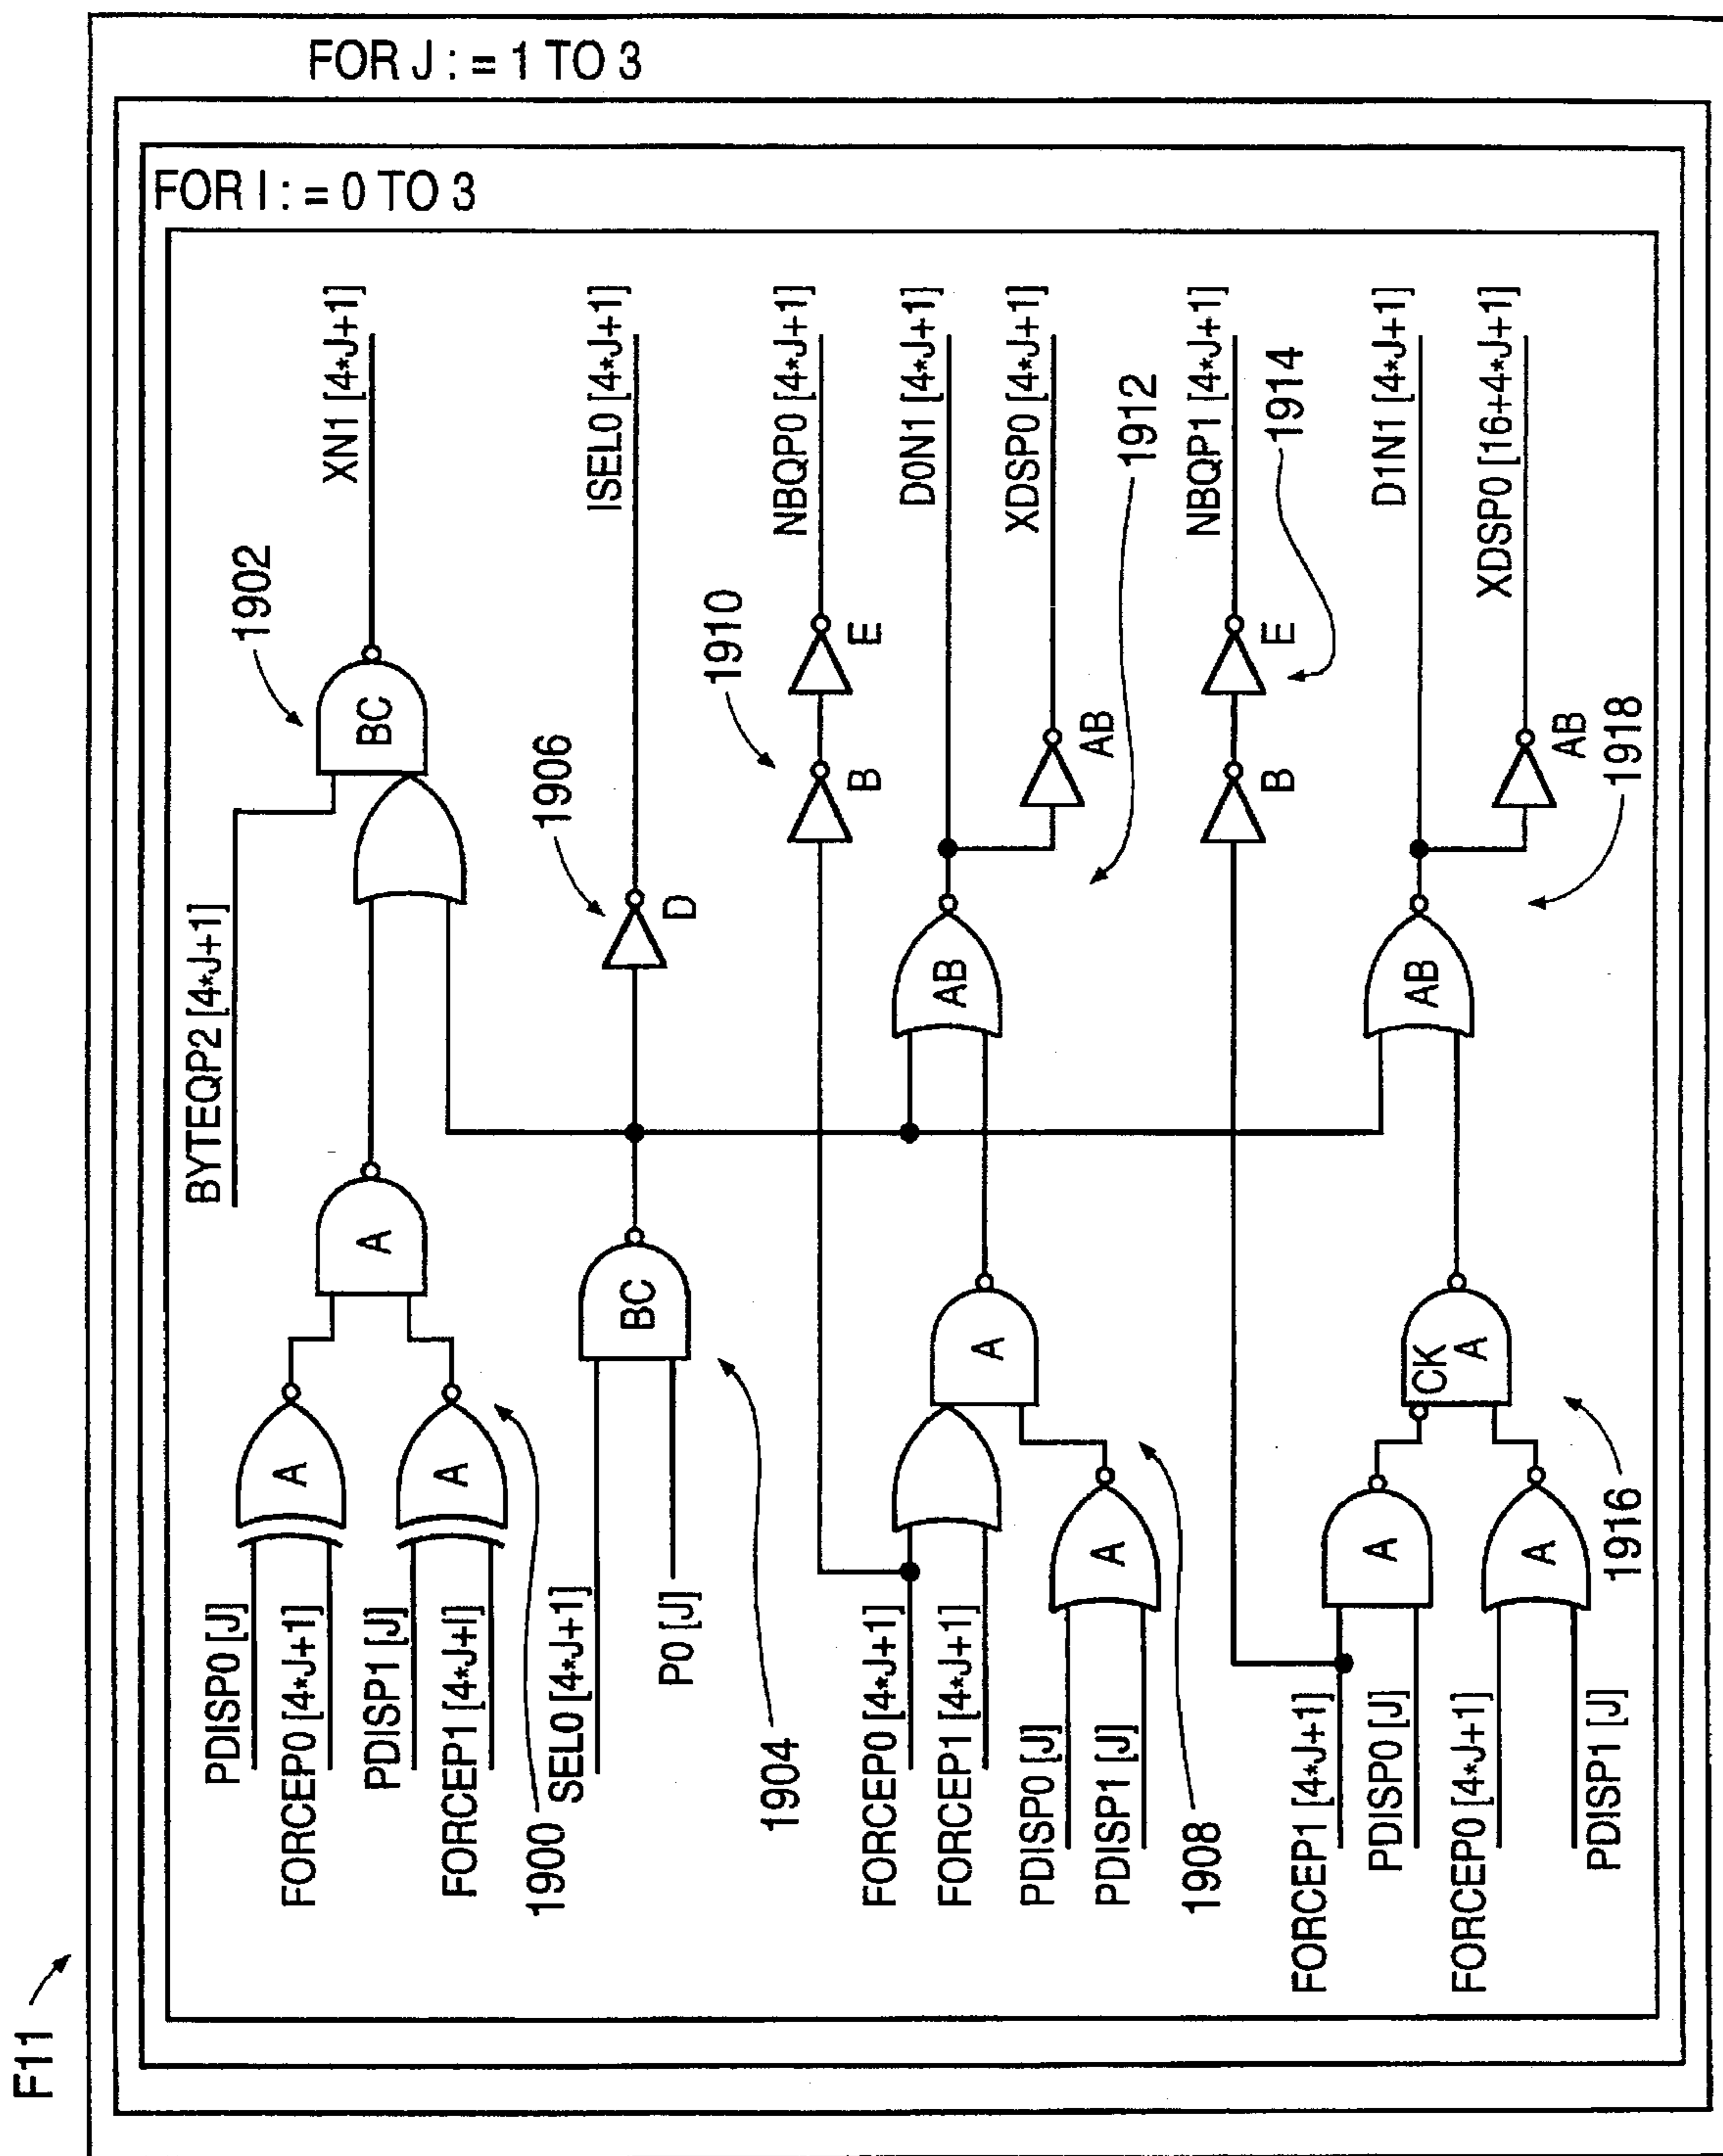 F11
FOR J : = 1 TO 3
FOR I : = 0 TO 3
PDISP0 [J]
FORCEP0 [4*J+1]
PDISP1 [J]
FORCEP1 [4*J+I]
1900
A
A
A
BYTEQP2 [4*J+1]
BC
1902
XN1 [4*J+1]
SEL0 [4*J+1]
P0 [J]
1904
BC
D
1906
ISEL0 [4*J+1]
B
E
1910
NBQP0 [4*J+1]
FORCEP0 [4*J+1]
FORCEP1 [4*J+1]
PDISP0 [J]
PDISP1 [J]
1908
A
A
AB
D0N1 [4*J+1]
AB
XDSP0 [4*J+1]
1912
B
E
NBQP1 [4*J+1]
1914
FORCEP1 [4*J+1]
PDISP0 [J]
FORCEP0 [4*J+1]
PDISP1 [J]
1916
A
A
CK
A
AB
D1N1 [4*J+1]
AB
XDSP0 [16+4*J+1]
1918